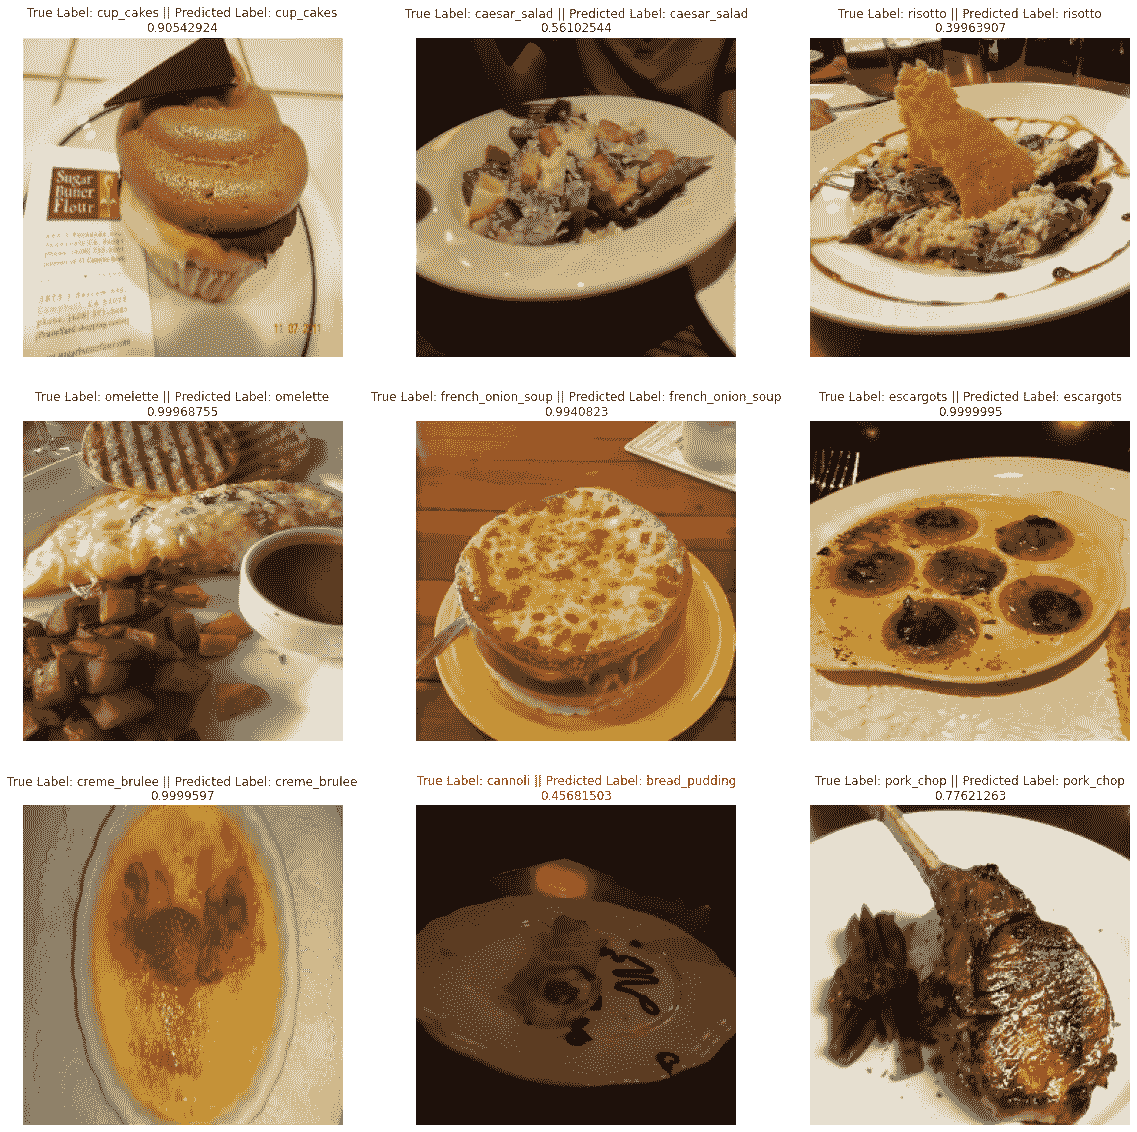 True Label: cup_cakes || Predicted Label: cup_cakes
0.90542924
True Label: caesar_salad || Predicted Label: caesar_salad
0.56102544
True Label: risotto || Predicted Label: risotto
0.39963907
Sugar
Butter
Flour
11 07 2011
True Label: omelette || Predicted Label: omelette
0.99968755
True Label: french_onion_soup || Predicted Label: french_onion_soup
0.9940823
True Label: escargots || Predicted Label: escargots
0.9999995
True Label: creme_brulee || Predicted Label: creme_brulee
0.9999597
True Label: cannoli || Predicted Label: bread_pudding
0.45681503
True Label: pork_chop || Predicted Label: pork_chop
0.77621263